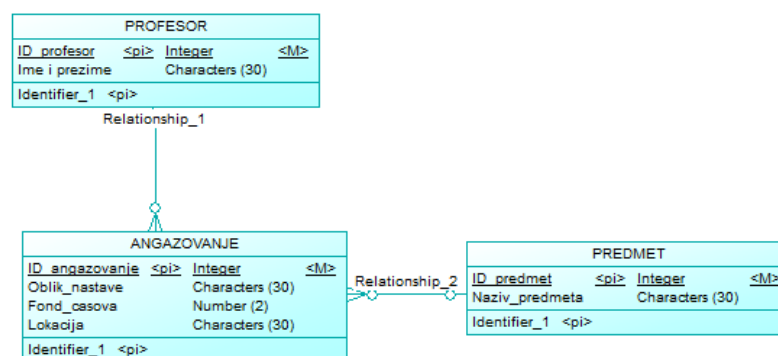 PROFESOR
ID_profesor <pi> Integer <M>
Ime i prezime Characters (30)
Identifier_1 <pi>
Relationship_1
ANGAZOVANJE
ID_angazovanje <pi> Integer <M>
Oblik_nastave Characters (30)
Fond_casova Number (2)
Lokacija Characters (30)
Identifier_1 <pi>
Relationship_2
PREDMET
ID_predmet <pi> Integer <M>
Naziv_predmeta Characters (30)
Identifier_1 <pi>